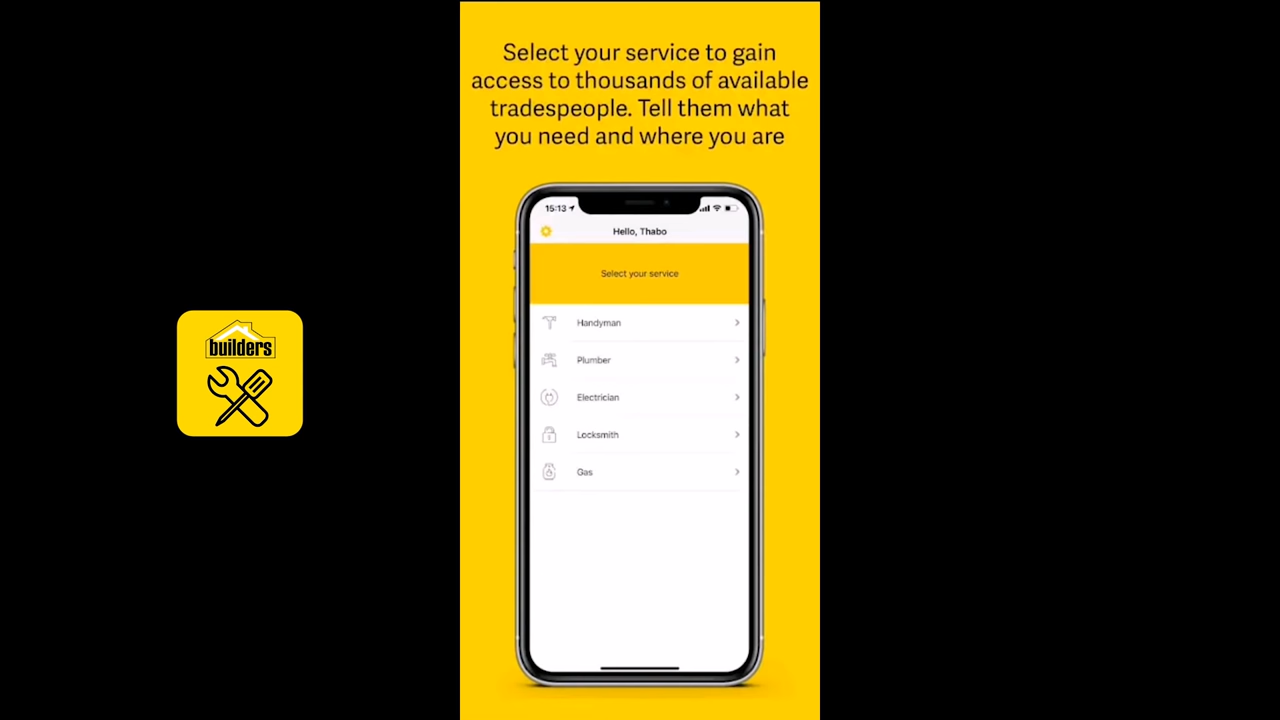 Select your service to gain
access to thousands of available
tradespeople. Tell them what
you need and where you are
15:13
Hello, Thabo
Select your service
Handyman
Plumber
Electrician
Locksmith
Gas
builders